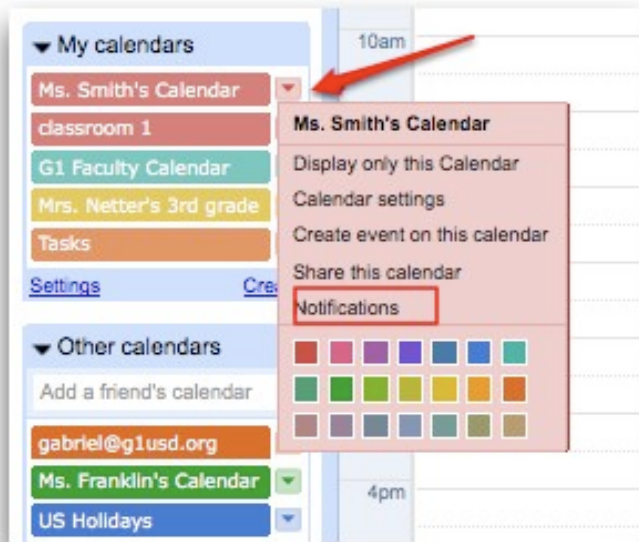 My calendars
10am
Ms. Smith's Calendar
classroom 1
G1 Faculty Calendar
Mrs. Netter's 3rd grade
Tasks
Settings
Crea
Ms. Smith's Calendar
Display only this Calendar
Calendar settings
Create event on this calendar
Share this calendar
Notifications
Other calendars
Add a friend's calendar
gabriel@g1usd.org
Ms. Franklin's Calendar
US Holidays
4pm